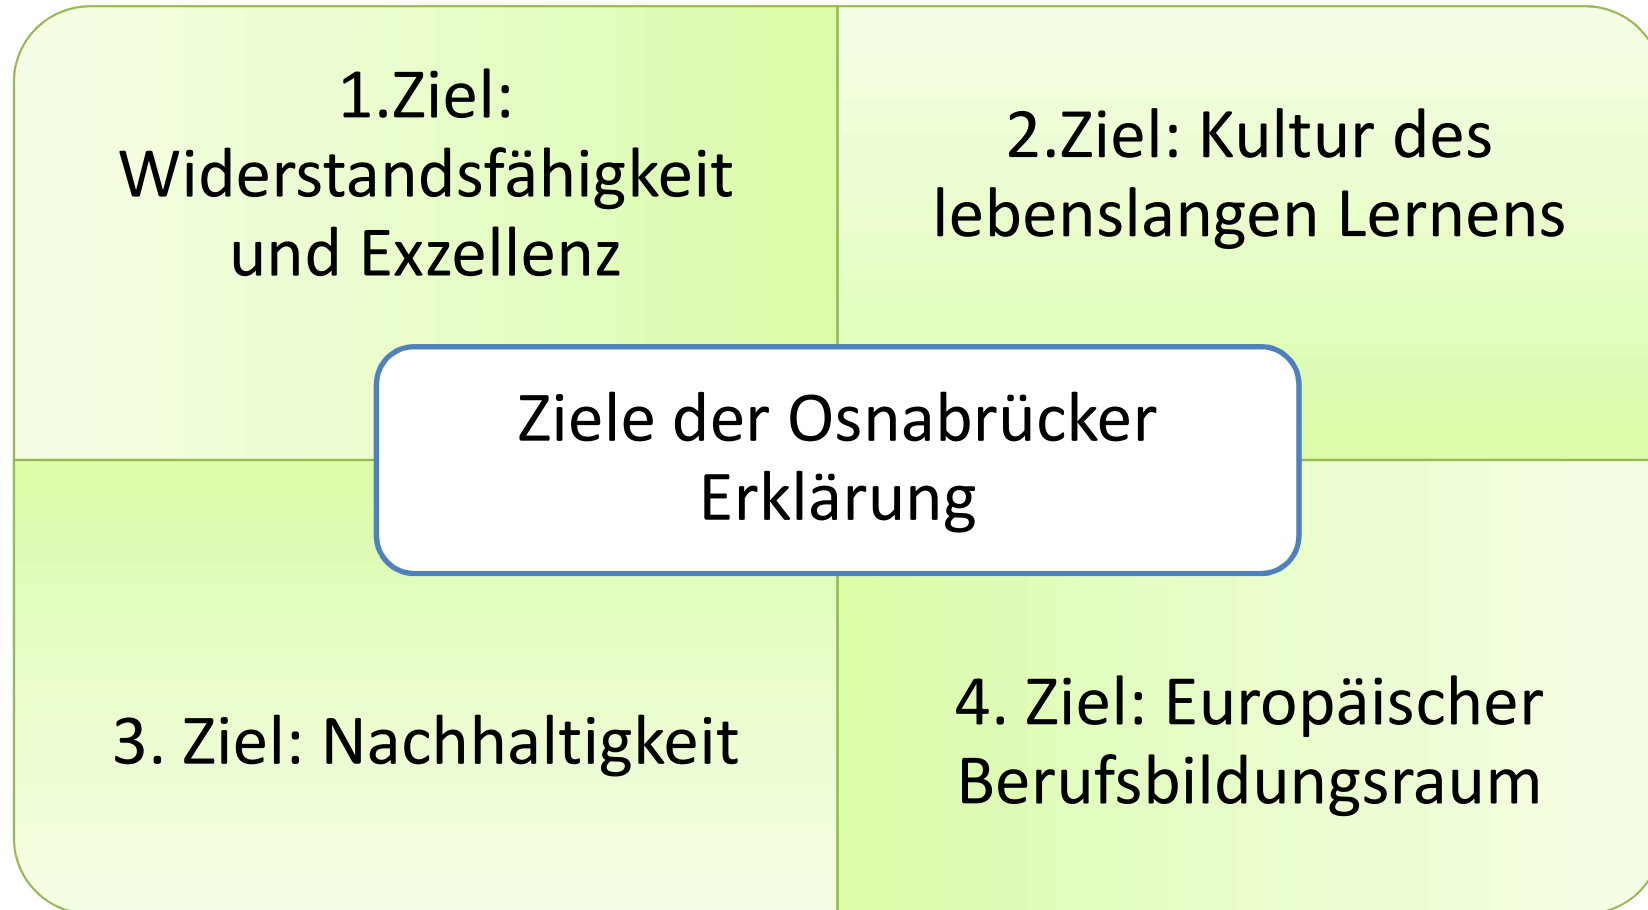 1.Ziel:
Widerstandsfähigkeit
und Exzellenz
2.Ziel: Kultur des
lebenslangen Lernens
Ziele der Osnabrücker
Erklärung
3. Ziel: Nachhaltigkeit
4. Ziel: Europäischer
Berufsbildungsraum